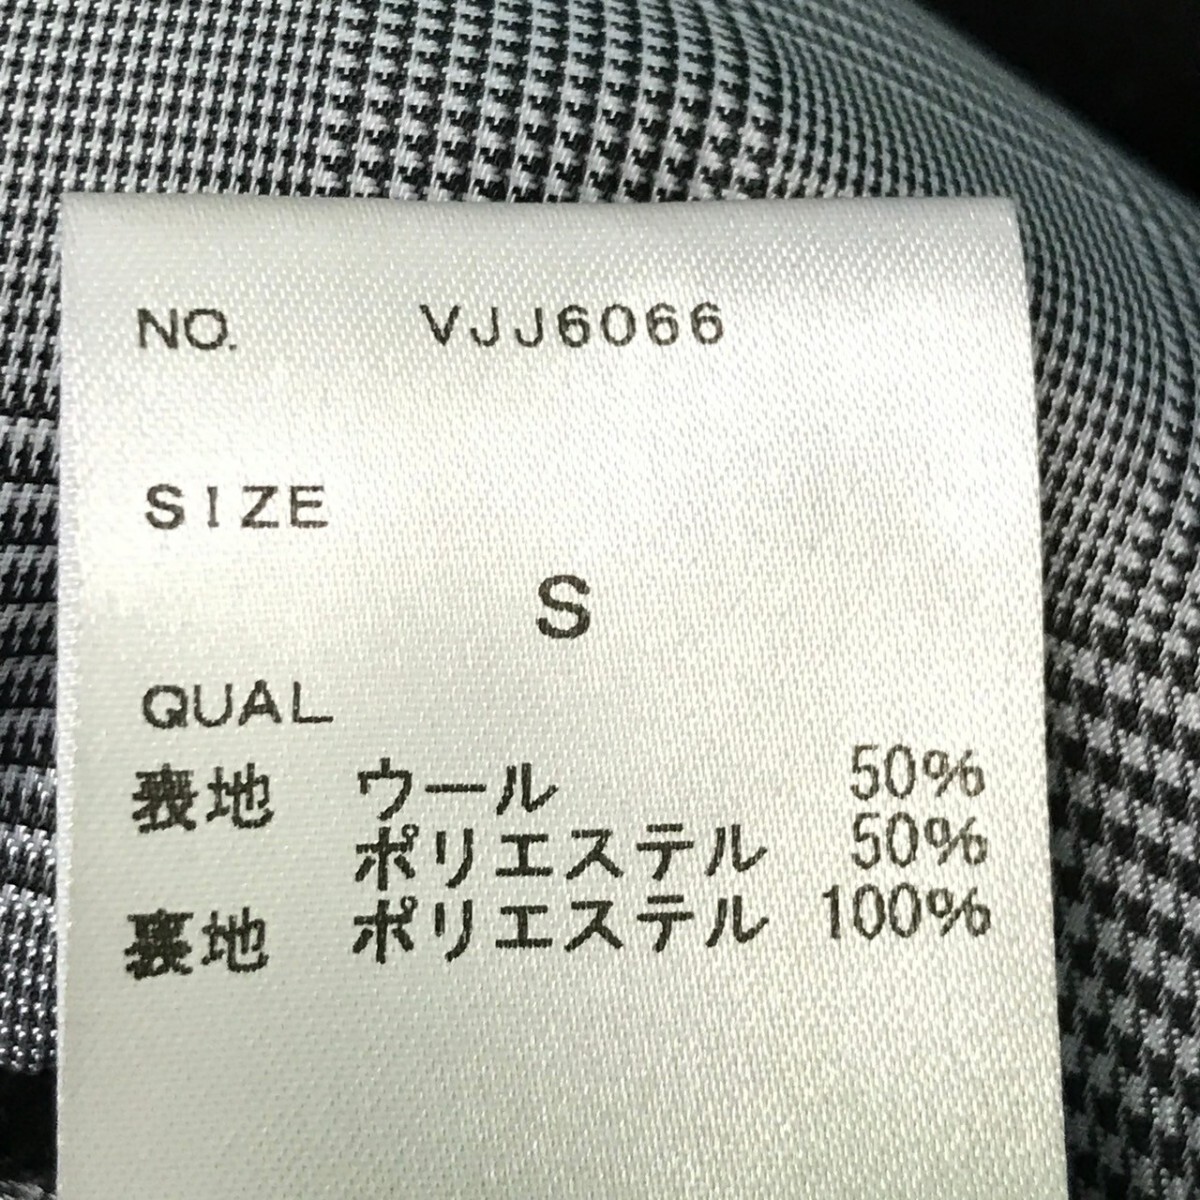 NO. VJJ6066
SIZE
S
QUAL
表地 ウール 50%
ポリエステル 50%
裏地 ポリエステル 100%